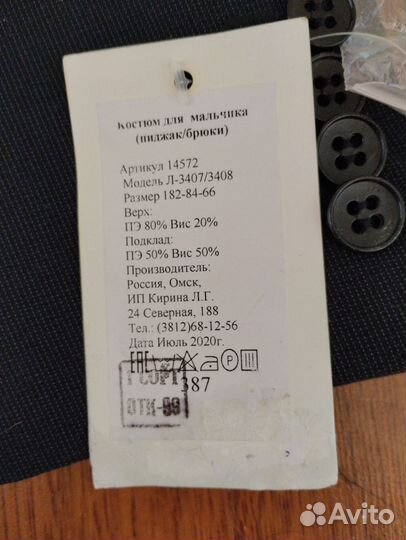 Костюм для мальчика
(пиджак/брюки)
Артикул 14572
Модель Л-3407/3408
Размер 182-84-66
Верх:
ПЭ 80% Вис 20%
Подклад:
ПЭ 50% Вис 50%
Производитель:
Россия, Омск,
ИП Кирина Л.Г.
24 Северная, 188
Тел.: (3812)68-12-56
Дата Июль 2020г.
ЕАС Р
1 СОРТ 387
ОТК-99
Avito